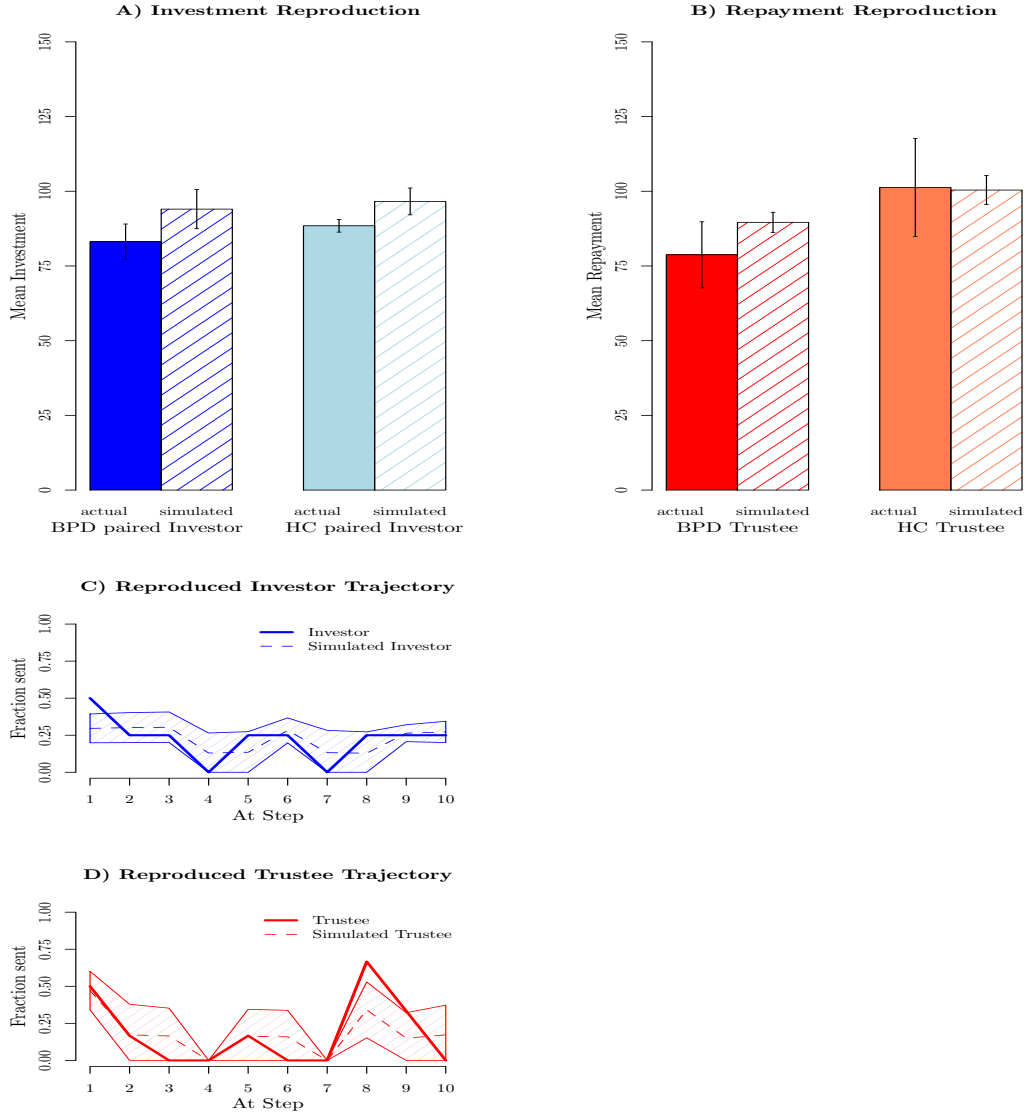 A) Investment Reproduction
B) Repayment Reproduction
Mean Investment
0 25 50 75 100 125 150
actual simulated actual simulated
BPD paired Investor HC paired Investor
Mean Repayment
0 25 50 75 100 125 150
actual simulated actual simulated
BPD Trustee HC Trustee
C) Reproduced Investor Trajectory
Fraction sent
0.00 0.25 0.50 0.75 1.00
Investor
Simulated Investor
1 2 3 4 5 6 7 8 9 10
At Step
D) Reproduced Trustee Trajectory
Fraction sent
0.00 0.25 0.50 0.75 1.00
Trustee
Simulated Trustee
1 2 3 4 5 6 7 8 9 10
At Step